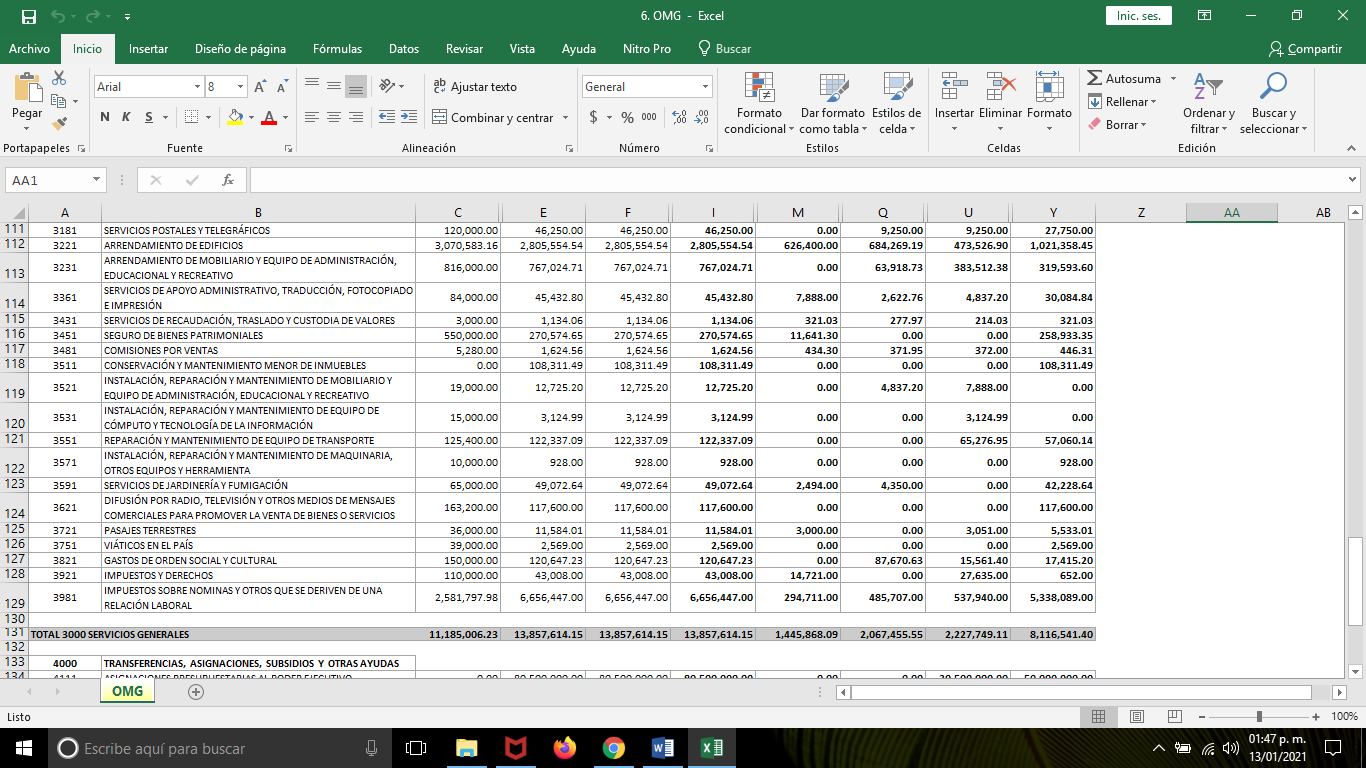 6. OMG - Excel
Inic. ses.
Archivo Inicio Insertar Diseño de página Fórmulas Datos Revisar Vista Ayuda Nitro Pro Buscar Compartir
Pegar
Arial 8 A A
N K S A
ab Ajustar texto
Combinar y centrar
General
$ % 000
Formato condicional
Dar formato como tabla
Estilos de celda
Insertar Eliminar Formato
Autosuma
Rellenar
Borrar
Ordenar y filtrar
Buscar y seleccionar
Portapapeles Fuente Alineación Número Estilos Celdas Edición
AA1 fx
A B C E F I M Q U Y Z AA AB
111 3181 SERVICIOS POSTALES Y TELEGRÁFICOS 120,000.00 46,250.00 46,250.00 46,250.00 0.00 9,250.00 9,250.00 27,750.00
112 3221 ARRENDAMIENTO DE EDIFICIOS 3,070,583.16 2,805,554.54 2,805,554.54 2,805,554.54 626,400.00 684,269.19 473,526.90 1,021,358.45
ARRENDAMIENTO DE MOBILIARIO Y EQUIPO DE ADMINISTRACIÓN,
113 3231 EDUCACIONAL Y RECREATIVO 816,000.00 767,024.71 767,024.71 767,024.71 0.00 63,918.73 383,512.38 319,593.60
SERVICIOS DE APOYO ADMINISTRATIVO, TRADUCCIÓN, FOTOCOPIADO
114 3361 E IMPRESIÓN 84,000.00 45,432.80 45,432.80 45,432.80 7,888.00 2,622.76 4,837.20 30,084.84
115 3431 SERVICIOS DE RECAUDACIÓN, TRASLADO Y CUSTODIA DE VALORES 3,000.00 1,134.06 1,134.06 1,134.06 321.03 277.97 214.03 321.03
116 3451 SEGURO DE BIENES PATRIMONIALES 550,000.00 270,574.65 270,574.65 270,574.65 11,641.30 0.00 0.00 258,933.35
117 3481 COMISIONES POR VENTAS 5,280.00 1,624.56 1,624.56 1,624.56 434.30 371.95 372.00 446.31
118 3511 CONSERVACIÓN Y MANTENIMIENTO MENOR DE INMUEBLES 0.00 108,311.49 108,311.49 108,311.49 0.00 0.00 0.00 108,311.49
INSTALACIÓN, REPARACIÓN Y MANTENIMIENTO DE MOBILIARIO Y
119 3521 EQUIPO DE ADMINISTRACIÓN, EDUCACIONAL Y RECREATIVO 19,000.00 12,725.20 12,725.20 12,725.20 0.00 4,837.20 7,888.00 0.00
INSTALACIÓN, REPARACIÓN Y MANTENIMIENTO DE EQUIPO DE
120 3531 CÓMPUTO Y TECNOLOGÍA DE LA INFORMACIÓN 15,000.00 3,124.99 3,124.99 3,124.99 0.00 0.00 3,124.99 0.00
121 3551 REPARACIÓN Y MANTENIMIENTO DE EQUIPO DE TRANSPORTE 125,400.00 122,337.09 122,337.09 122,337.09 0.00 0.00 65,276.95 57,060.14
INSTALACIÓN, REPARACIÓN Y MANTENIMIENTO DE MAQUINARIA,
122 3571 OTROS EQUIPOS Y HERRAMIENTA 10,000.00 928.00 928.00 928.00 0.00 0.00 0.00 928.00
123 3591 SERVICIOS DE JARDINERÍA Y FUMIGACIÓN 65,000.00 49,072.64 49,072.64 49,072.64 2,494.00 4,350.00 0.00 42,228.64
DIFUSIÓN POR RADIO, TELEVISIÓN Y OTROS MEDIOS DE MENSAJES
124 3621 COMERCIALES PARA PROMOVER LA VENTA DE BIENES O SERVICIOS 163,200.00 117,600.00 117,600.00 117,600.00 0.00 0.00 0.00 117,600.00
125 3721 PASAJES TERRESTRES 36,000.00 11,584.01 11,584.01 11,584.01 3,000.00 0.00 3,051.00 5,533.01
126 3751 VIÁTICOS EN EL PAÍS 39,000.00 2,569.00 2,569.00 2,569.00 0.00 0.00 0.00 2,569.00
127 3821 GASTOS DE ORDEN SOCIAL Y CULTURAL 150,000.00 120,647.23 120,647.23 120,647.23 0.00 87,670.63 15,561.40 17,415.20
128 3921 IMPUESTOS Y DERECHOS 110,000.00 43,008.00 43,008.00 43,008.00 14,721.00 0.00 27,635.00 652.00
IMPUESTOS SOBRE NOMINAS Y OTROS QUE SE DERIVEN DE UNA
129 3981 RELACIÓN LABORAL 2,581,797.98 6,656,447.00 6,656,447.00 6,656,447.00 294,711.00 485,707.00 537,940.00 5,338,089.00
130
131 TOTAL 3000 SERVICIOS GENERALES 11,185,006.23 13,857,614.15 13,857,614.15 13,857,614.15 1,445,868.09 2,067,455.55 2,227,749.11 8,116,541.40
132
133 4000 TRANSFERENCIAS, ASIGNACIONES, SUBSIDIOS Y OTRAS AYUDAS
134 4111 ASIGNACIONES PRESUPUESTARIAS AL PODER EJECUTIVO 0.00
OMG
Listo 100%
Escribe aquí para buscar
01:47 p. m.
13/01/2021